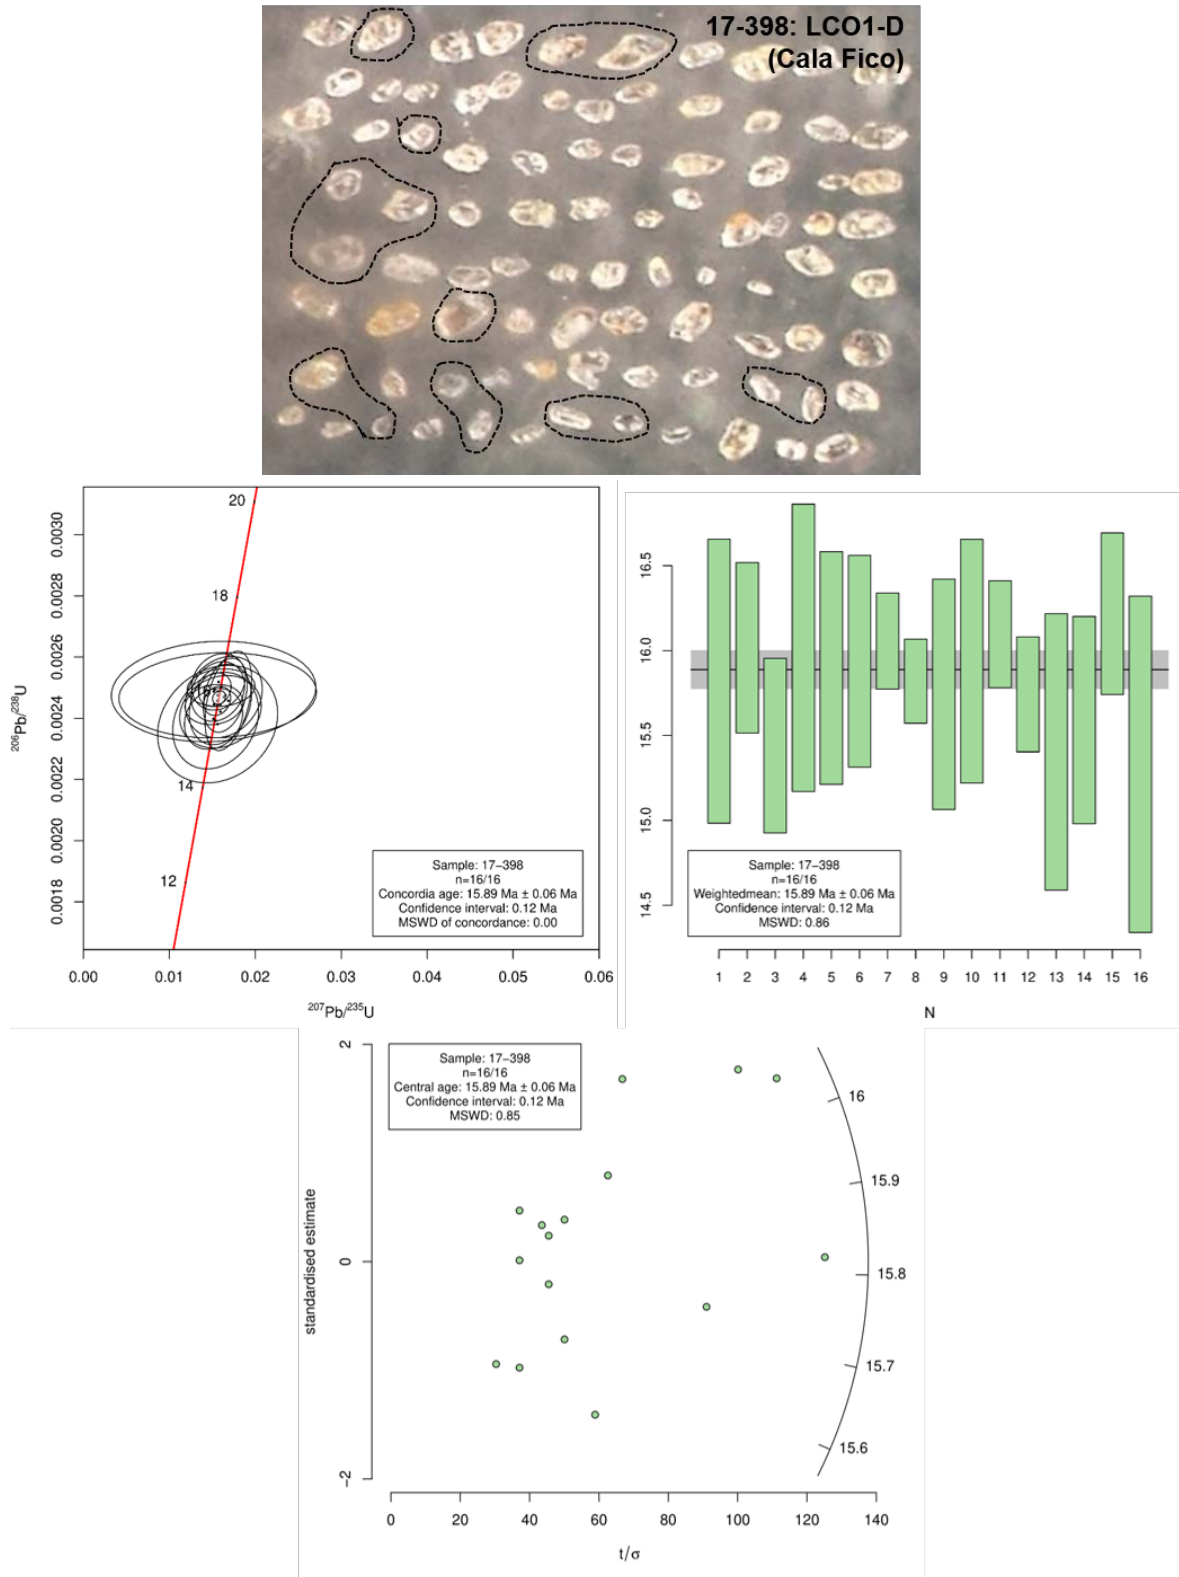 17-398: LCO1-D
(Cala Fico)
20
18
14
12
0.0030
0.0028
0.0026
0.0024
0.0022
0.0020
0.0018
206Pb/238U
0.00 0.01 0.02 0.03 0.04 0.05 0.06
207Pb/235U
Sample: 17−398
n=16/16
Concordia age: 15.89 Ma ± 0.06 Ma
Confidence interval: 0.12 Ma
MSWD of concordance: 0.00
16.5
16.0
15.5
15.0
14.5
Sample: 17−398
n=16/16
Weightedmean: 15.89 Ma ± 0.06 Ma
Confidence interval: 0.12 Ma
MSWD: 0.86
1 2 3 4 5 6 7 8 9 10 11 12 13 14 15 16
N
2
0
−2
standardised estimate
Sample: 17−398
n=16/16
Central age: 15.89 Ma ± 0.06 Ma
Confidence interval: 0.12 Ma
MSWD: 0.85
16
15.9
15.8
15.7
15.6
0 20 40 60 80 100 120 140
t/σ